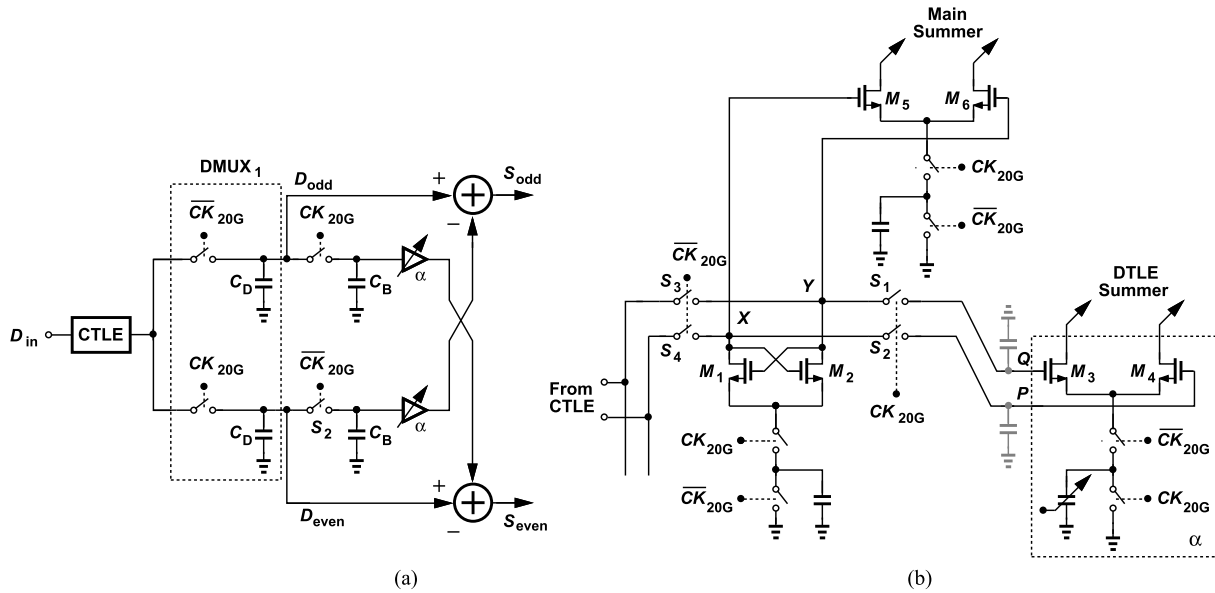 DMUX1
CK20G
Dodd
CK20G
+
Sodd
−
CD
CB
α
Din
CTLE
CK20G
CK20G
CD
S2
CB
α
+
Deven
−
Seven
(a)
Main
Summer
M5
M6
CK20G
CK20G
CK20G
S3
Y
S1
X
S4
S2
M1
M2
From
CTLE
CK20G
DTLE
Summer
Q
M3
M4
P
CK20G
CK20G
CK20G
CK20G
α
(b)